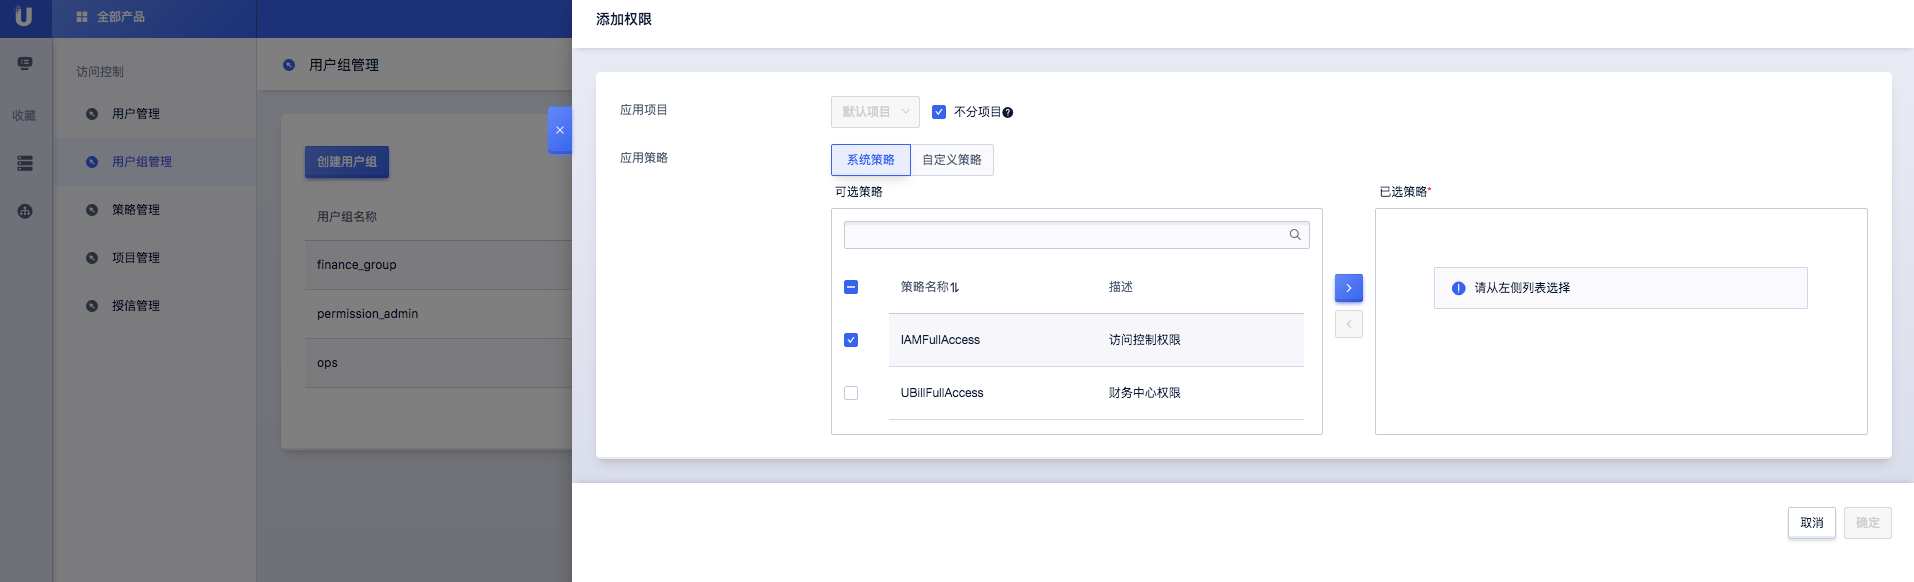 U
全部产品
添加权限
访问控制
收藏
用户管理
用户组管理
策略管理
项目管理
授信管理
用户组管理
创建用户组
用户组名称
finance_group
permission_admin
ops
应用项目
默认项目
不分项目
应用策略
系统策略
自定义策略
可选策略
策略名称
描述
IAMFullAccess
访问控制权限
UBillFullAccess
财务中心权限
已选策略*
请从左侧列表选择
取消
确定